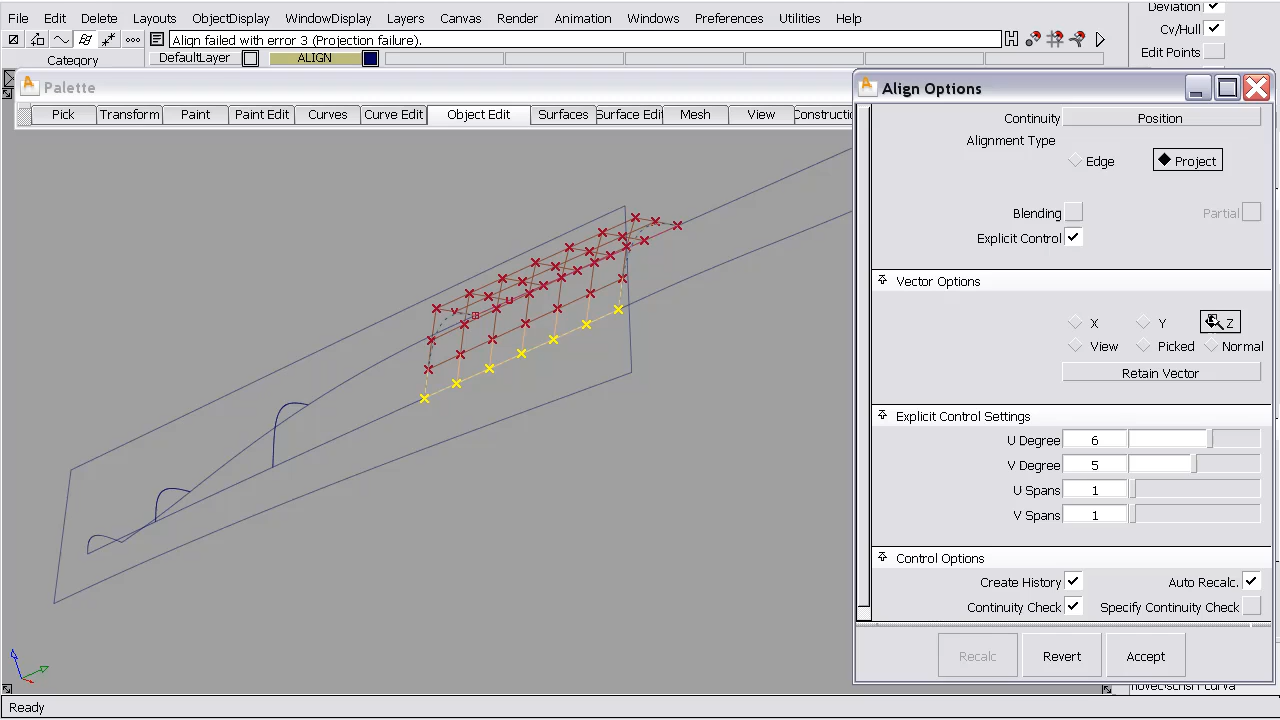 File Edit Delete Layouts ObjectDisplay WindowDisplay Layers Canvas Render Animation Windows Preferences Utilities Help
Deviation
Align failed with error 3 (Projection failure).
Cv/Hull
Edit Points
Category
DefaultLayer
ALIGN
Palette
Pick Transform Paint Paint Edit Curves Curve Edit Object Edit Surfaces Surface Edi Mesh View Constructi
Align Options
Continuity Position
Alignment Type
Edge Project
Blending Partial
Explicit Control
Vector Options
X Y Z
View Picked Normal
Retain Vector
Explicit Control Settings
U Degree 6
V Degree 5
U Spans 1
V Spans 1
Control Options
Create History Auto Recalc.
Continuity Check Specify Continuity Check
Recalc Revert Accept
V U
Ready